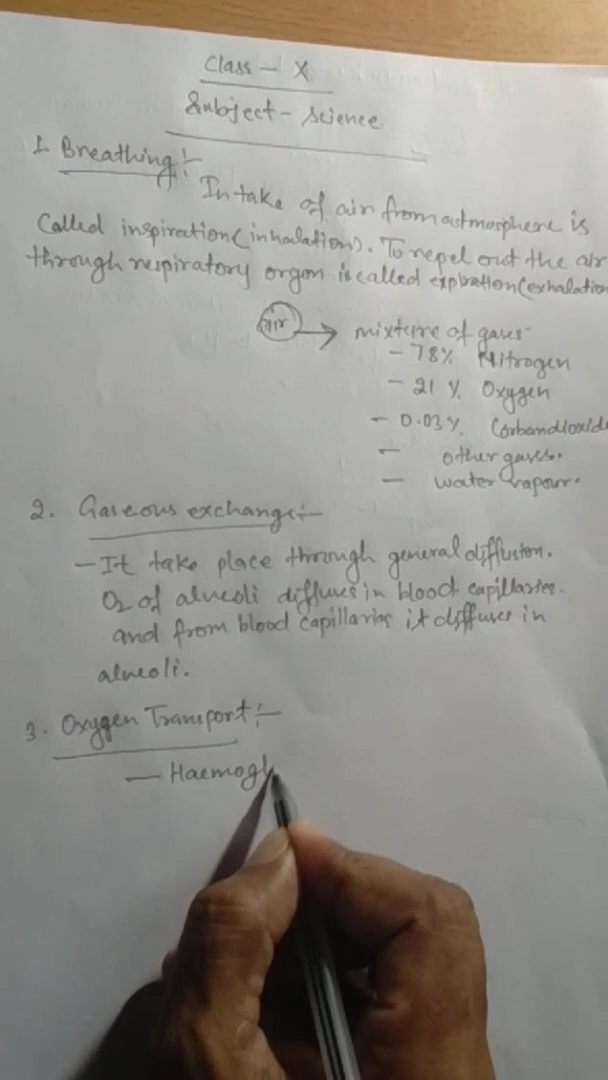 Class - X
Subject - Science
1. Breathing:-
Intake of air from atmosphere is
Called inspiration (inhalation). To repel out the air
through respiratory organ is called expiration (exhalation
air → mixture of gases
- 78% Nitrogen
- 21% Oxygen
- 0.03% Carbandioxide
- other gases.
- water vapour.
2. Gaseous exchange:-
- It take place through general diffusion.
O2 of alveoli diffuses in blood capillaries.
and from blood capillaries it diffuses in
alveoli.
3. Oxygen Transport:-
- Haemogl